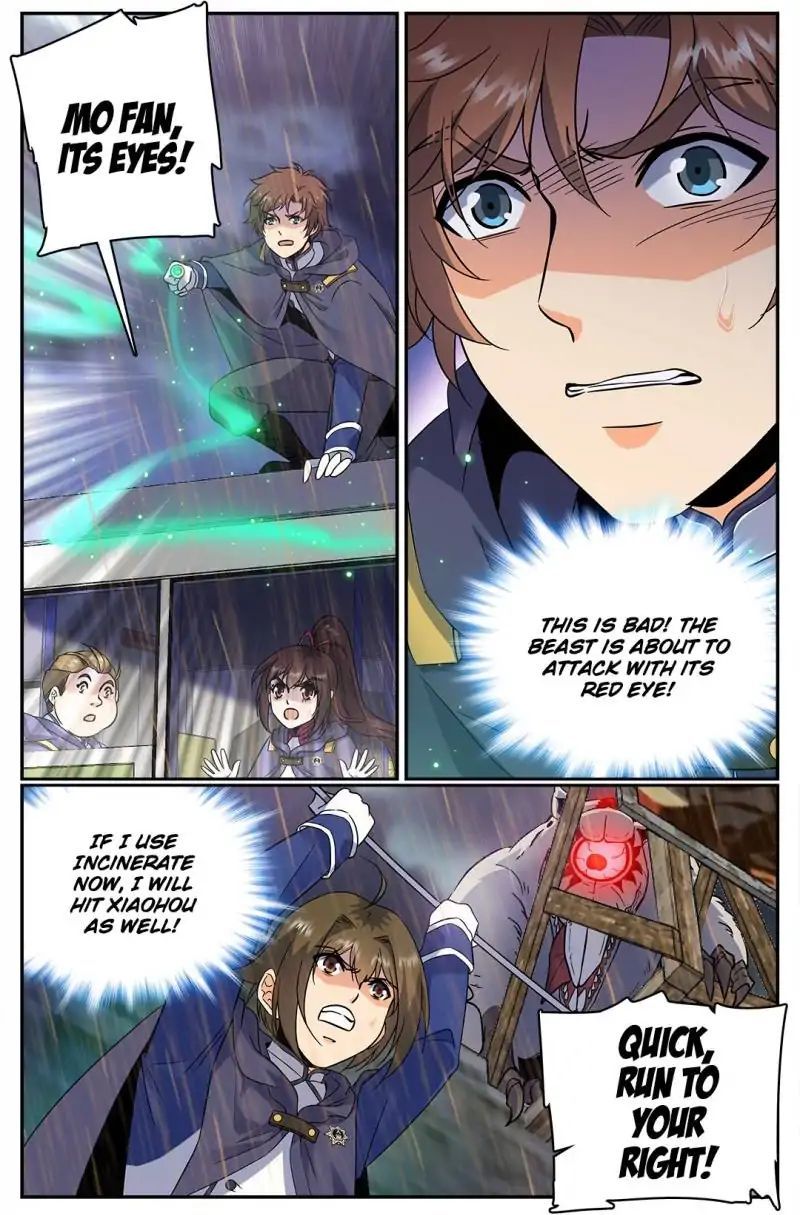 MO FAN,
ITS EYES!
THIS IS BAD! THE
BEAST IS ABOUT TO
ATTACK WITH ITS
RED EYE!
IF I USE
INCINERATE
NOW, I WILL
HIT XIAOHOU
AS WELL!
QUICK,
RUN TO
YOUR
RIGHT!